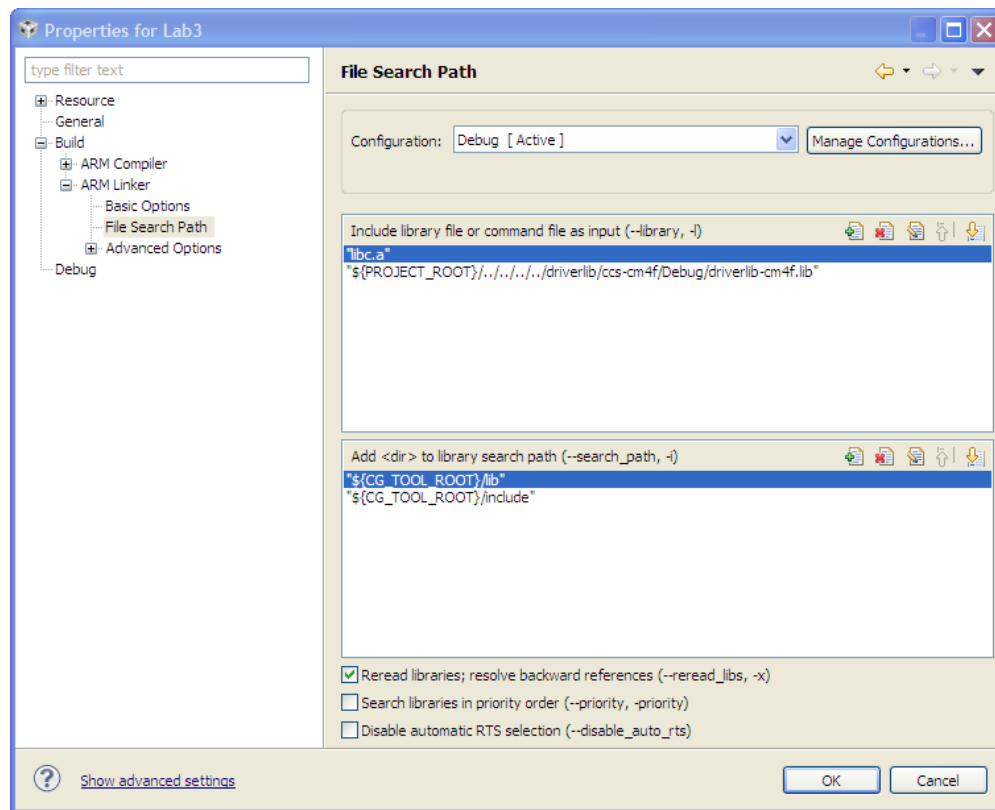 Properties for Lab3
type filter text
Resource
General
Build
ARM Compiler
ARM Linker
Basic Options
File Search Path
Advanced Options
Debug
File Search Path
Configuration: Debug [ Active ] Manage Configurations...
Include library file or command file as input (--library, -l)
"libc.a"
"${PROJECT_ROOT}/../../../../driverlib/ccs-cm4f/Debug/driverlib-cm4f.lib"
Add <dir> to library search path (--search_path, -i)
"${CG_TOOL_ROOT}/lib"
"${CG_TOOL_ROOT}/include"
Reread libraries; resolve backward references (--reread_libs, -x)
Search libraries in priority order (--priority, -priority)
Disable automatic RTS selection (--disable_auto_rts)
Show advanced settings
OK Cancel